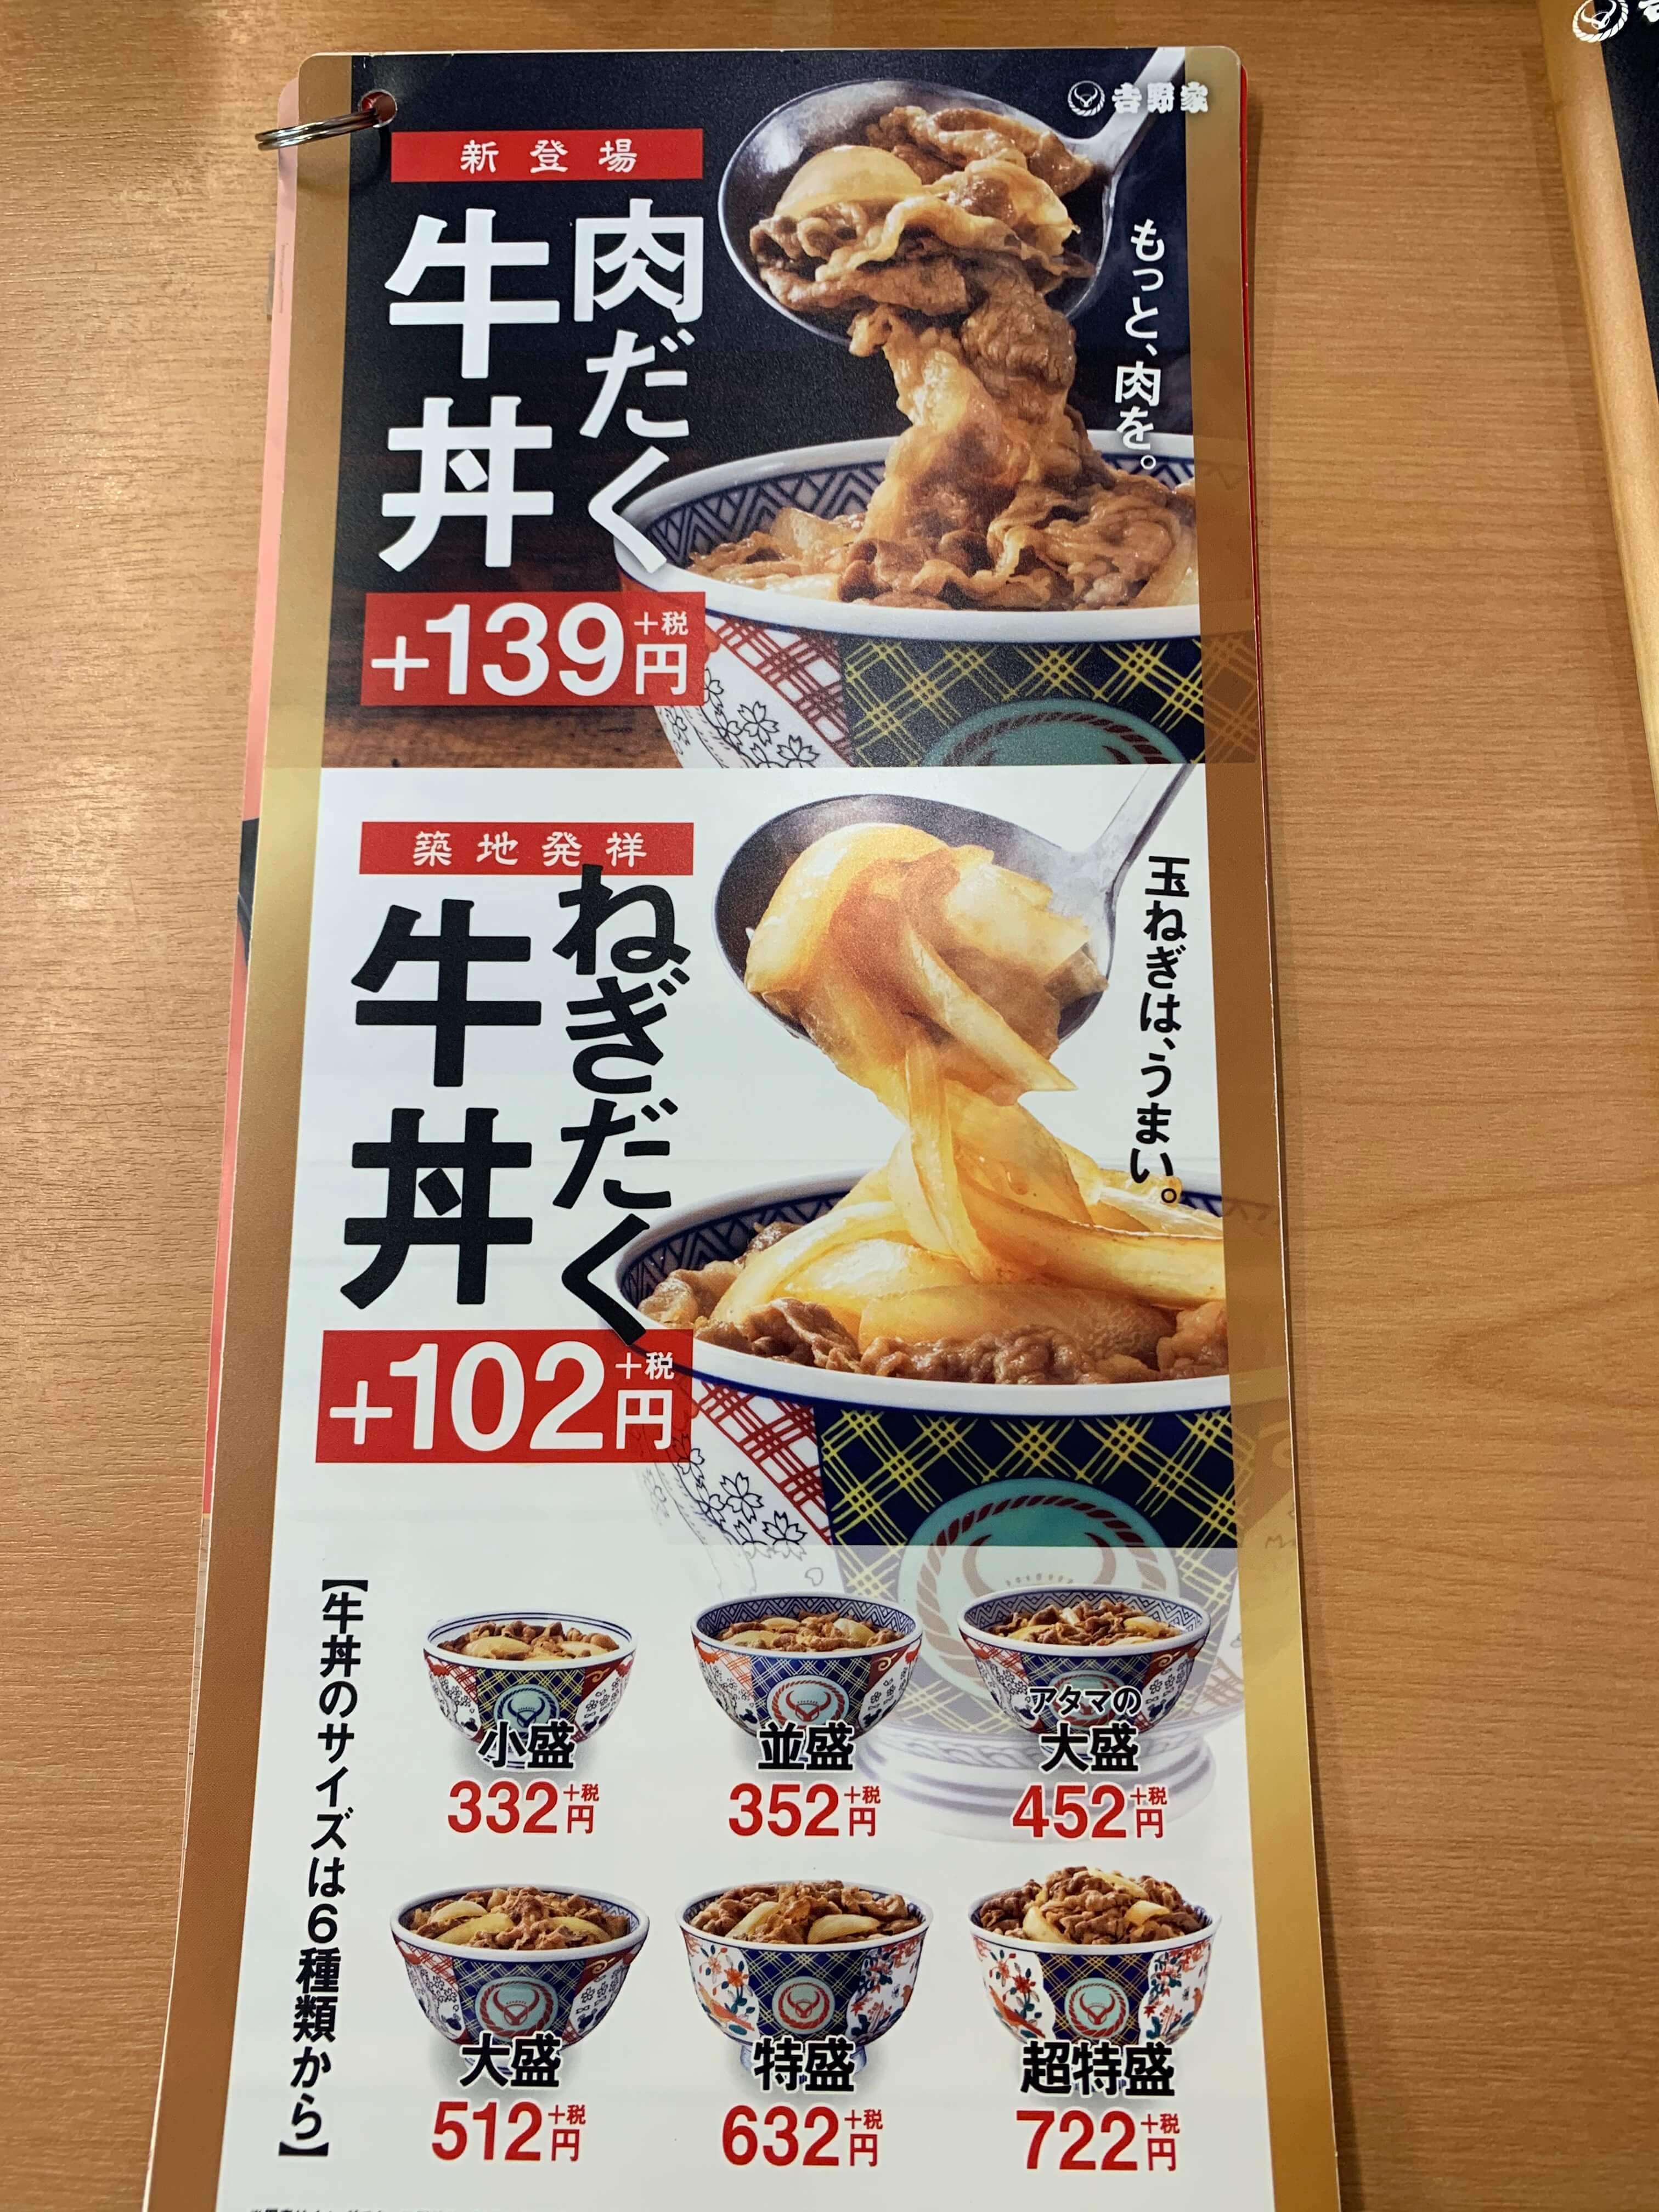 吉野家
新登場
肉だく
牛丼
もっと、肉を。
+139円+税
築地発祥
ねぎだく
牛丼
玉ねぎは、うまい。
+102円+税
【牛丼のサイズは6種類から】
小盛
332円+税
並盛
352円+税
アタマの
大盛
452円+税
大盛
512円+税
特盛
632円+税
超特盛
722円+税